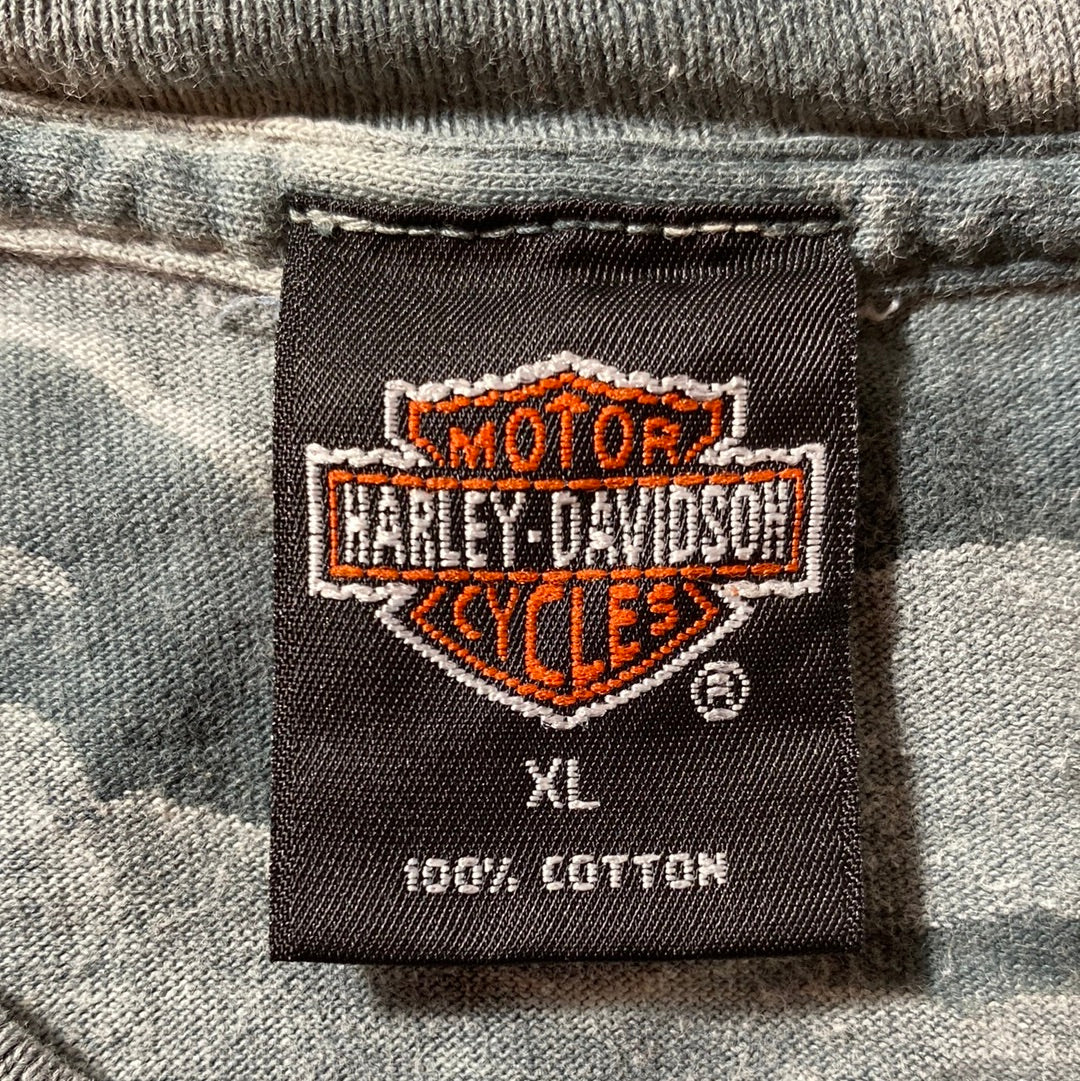 MOTOR
HARLEY-DAVIDSON
CYCLES
®
XL
100% COTTON